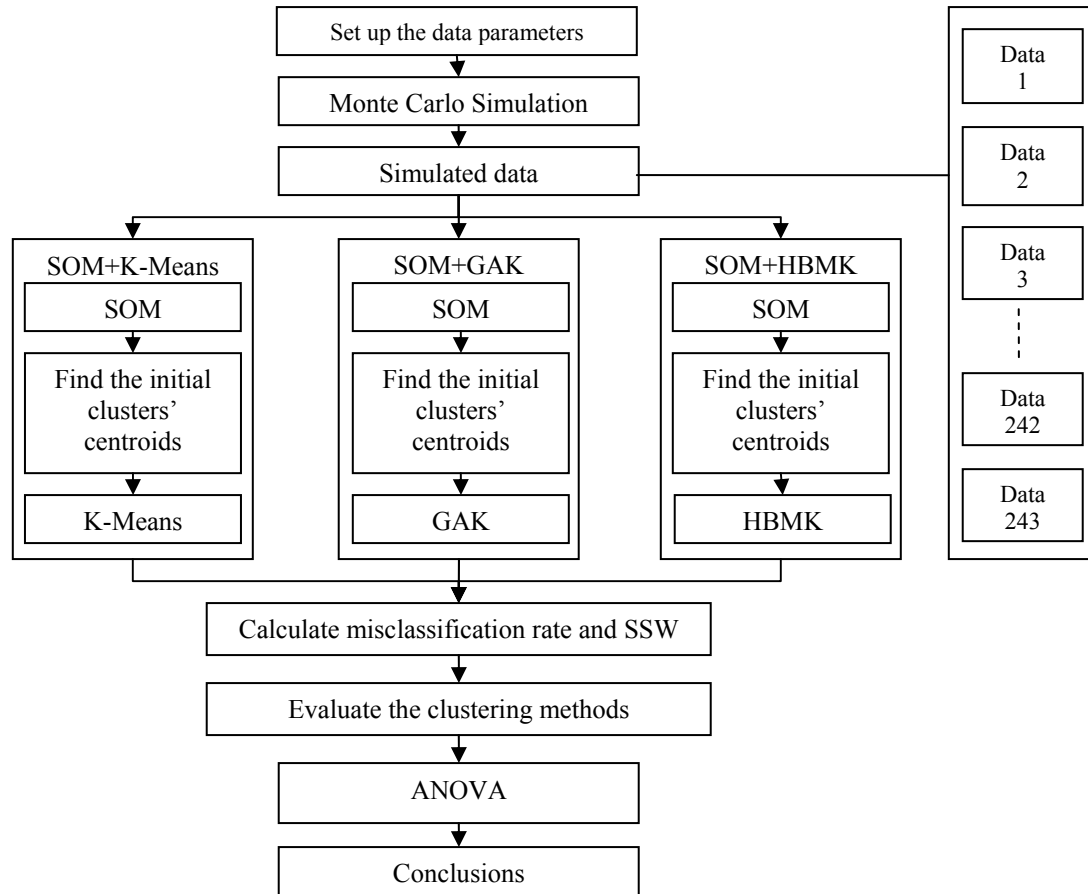 Set up the data parameters
Monte Carlo Simulation
Simulated data
SOM+K-Means
SOM
Find the initial
clusters’
centroids
K-Means
SOM+GAK
SOM
Find the initial
clusters’
centroids
GAK
SOM+HBMK
SOM
Find the initial
clusters’
centroids
HBMK
Calculate misclassification rate and SSW
Evaluate the clustering methods
ANOVA
Conclusions
Data
1
Data
2
Data
3
Data
242
Data
243